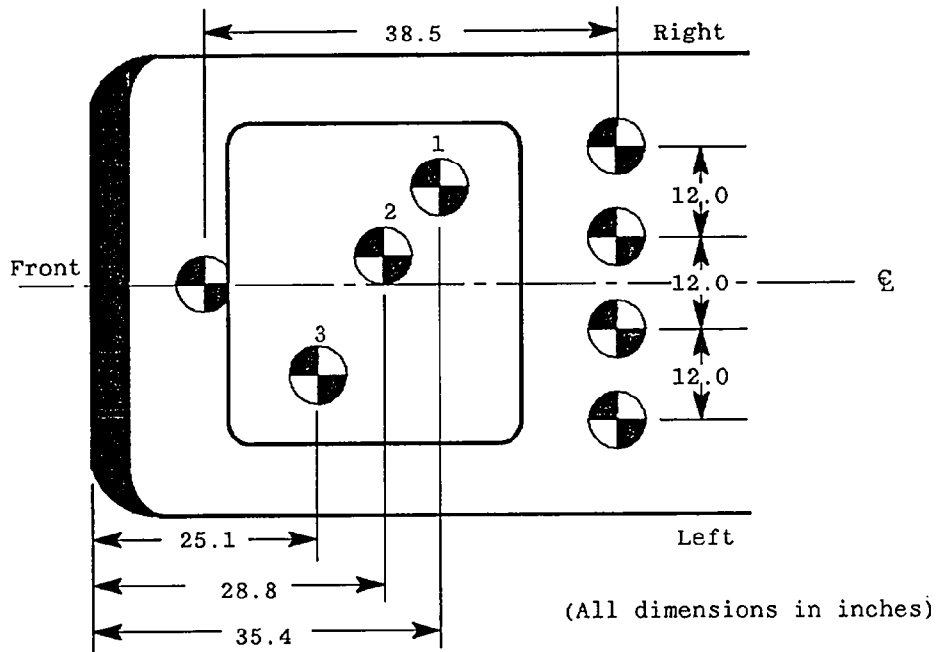 38.5
Right
1
12.0
2
Front
12.0
℄
3
12.0
25.1
Left
28.8
(All dimensions in inches)
35.4